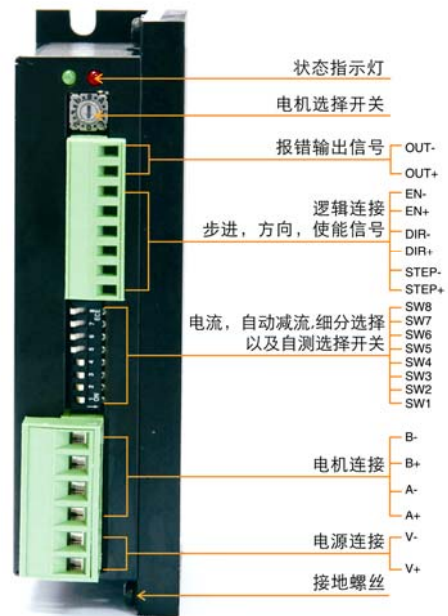 状态指示灯
电机选择开关
报错输出信号
OUT-
OUT+
逻辑连接
步进，方向，使能信号
EN-
EN+
DIR-
DIR+
STEP-
STEP+
电流，自动减流,细分选择
以及自测选择开关
SW8
SW7
SW6
SW5
SW4
SW3
SW2
SW1
电机连接
B-
B+
A-
A+
电源连接
V-
V+
接地螺丝